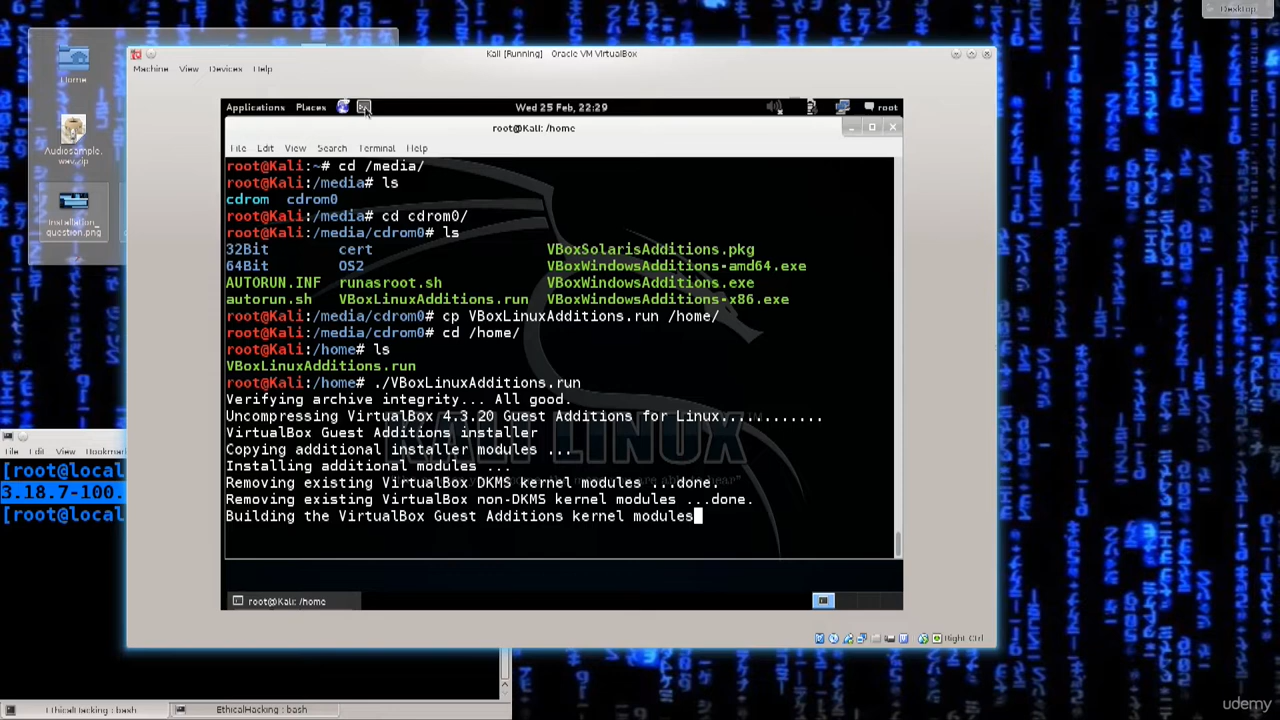 Desktop
Kali [Running] - Oracle VM VirtualBox
Machine View Devices Help
Home
Audiosample.
wav.zip
Installation_
question.png
Applications Places Wed 25 Feb, 22:29 root
root@Kali: /home
File Edit View Search Terminal Help
root@Kali:~# cd /media/
root@Kali:/media# ls
cdrom cdrom0
root@Kali:/media# cd cdrom0/
root@Kali:/media/cdrom0# ls
32Bit cert VBoxSolarisAdditions.pkg
64Bit OS2 VBoxWindowsAdditions-amd64.exe
AUTORUN.INF runasroot.sh VBoxWindowsAdditions.exe
autorun.sh VBoxLinuxAdditions.run VBoxWindowsAdditions-x86.exe
root@Kali:/media/cdrom0# cp VBoxLinuxAdditions.run /home/
root@Kali:/media/cdrom0# cd /home/
root@Kali:/home# ls
VBoxLinuxAdditions.run
root@Kali:/home# ./VBoxLinuxAdditions.run
Verifying archive integrity... All good.
Uncompressing VirtualBox 4.3.20 Guest Additions for Linux............
VirtualBox Guest Additions installer
Copying additional installer modules ...
Installing additional modules ...
Removing existing VirtualBox DKMS kernel modules ...done.
Removing existing VirtualBox non-DKMS kernel modules ...done.
Building the VirtualBox Guest Additions kernel modules
KALI LINUX
root@Kali: /home
Right Ctrl
File Edit View Bookmar
[root@local
3.18.7-100.
[root@local
EthicalHacking : bash
EthicalHacking : bash
udemy